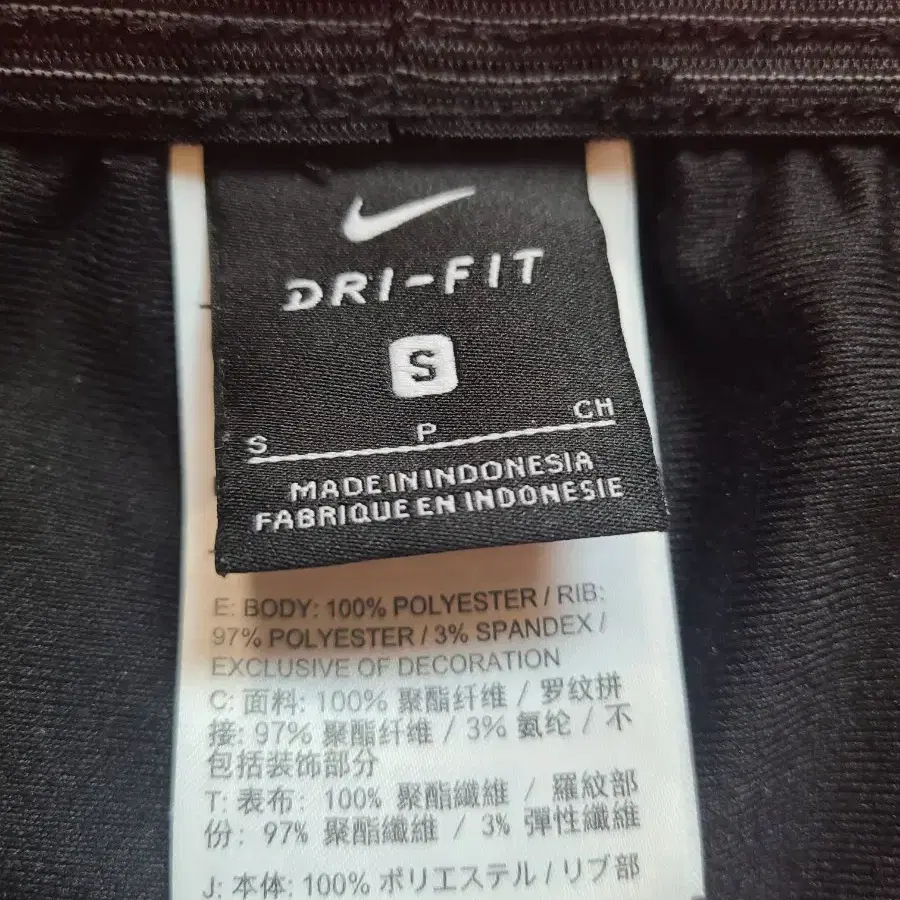 DRI-FIT
S
S P CH
MADE IN INDONESIA
FABRIQUE EN INDONESIE
E: BODY: 100% POLYESTER / RIB:
97% POLYESTER / 3% SPANDEX /
EXCLUSIVE OF DECORATION
C: 面料: 100% 聚酯纤维 / 罗纹拼
接: 97% 聚酯纤维 / 3% 氨纶 / 不
包括装饰部分
T: 表布: 100% 聚酯纖維 / 羅紋部
份: 97% 聚酯纖維 / 3% 彈性纖維
J: 本体: 100% ポリエステル / リブ部